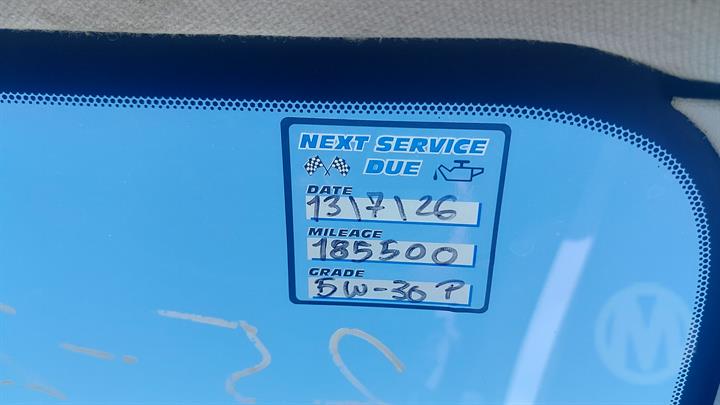 NEXT SERVICE
DUE
DATE
13\7\26
MILEAGE
185500
GRADE
5W-30 P
M